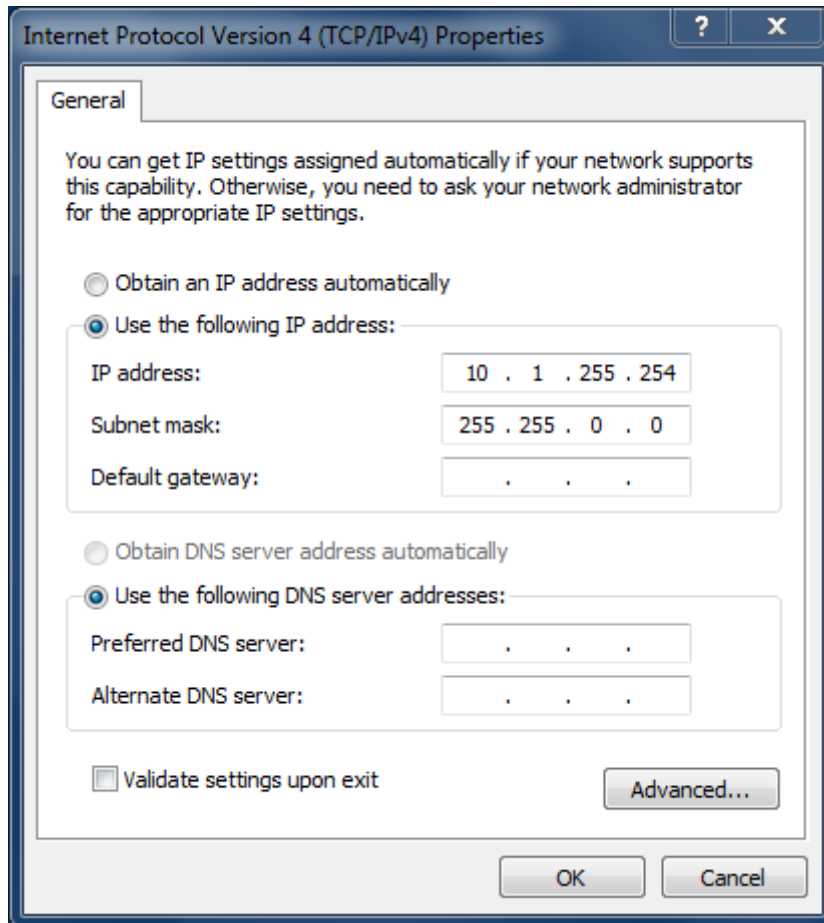 Internet Protocol Version 4 (TCP/IPv4) Properties
?
X
General
You can get IP settings assigned automatically if your network supports
this capability. Otherwise, you need to ask your network administrator
for the appropriate IP settings.
Obtain an IP address automatically
Use the following IP address:
IP address: 10 . 1 . 255 . 254
Subnet mask: 255 . 255 . 0 . 0
Default gateway: . . .
Obtain DNS server address automatically
Use the following DNS server addresses:
Preferred DNS server: . . .
Alternate DNS server: . . .
Validate settings upon exit
Advanced...
OK Cancel